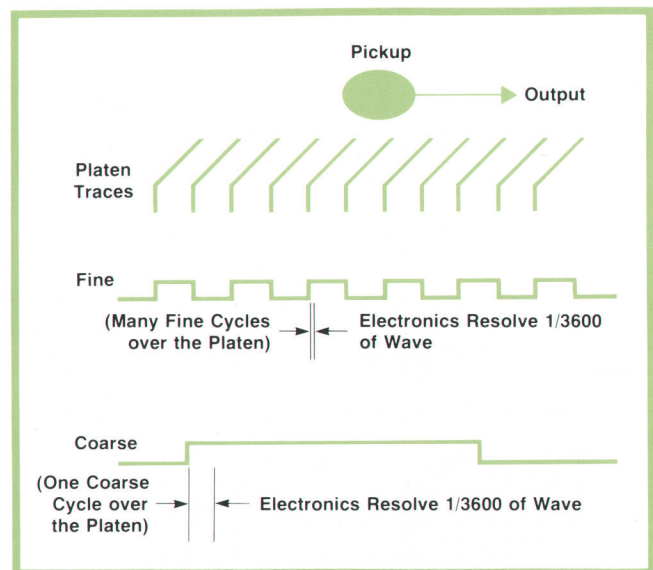 Pickup
Output
Platen
Traces
Fine
(Many Fine Cycles
over the Platen)
Electronics Resolve 1/3600
of Wave
Coarse
(One Coarse
Cycle over
the Platen)
Electronics Resolve 1/3600 of Wave